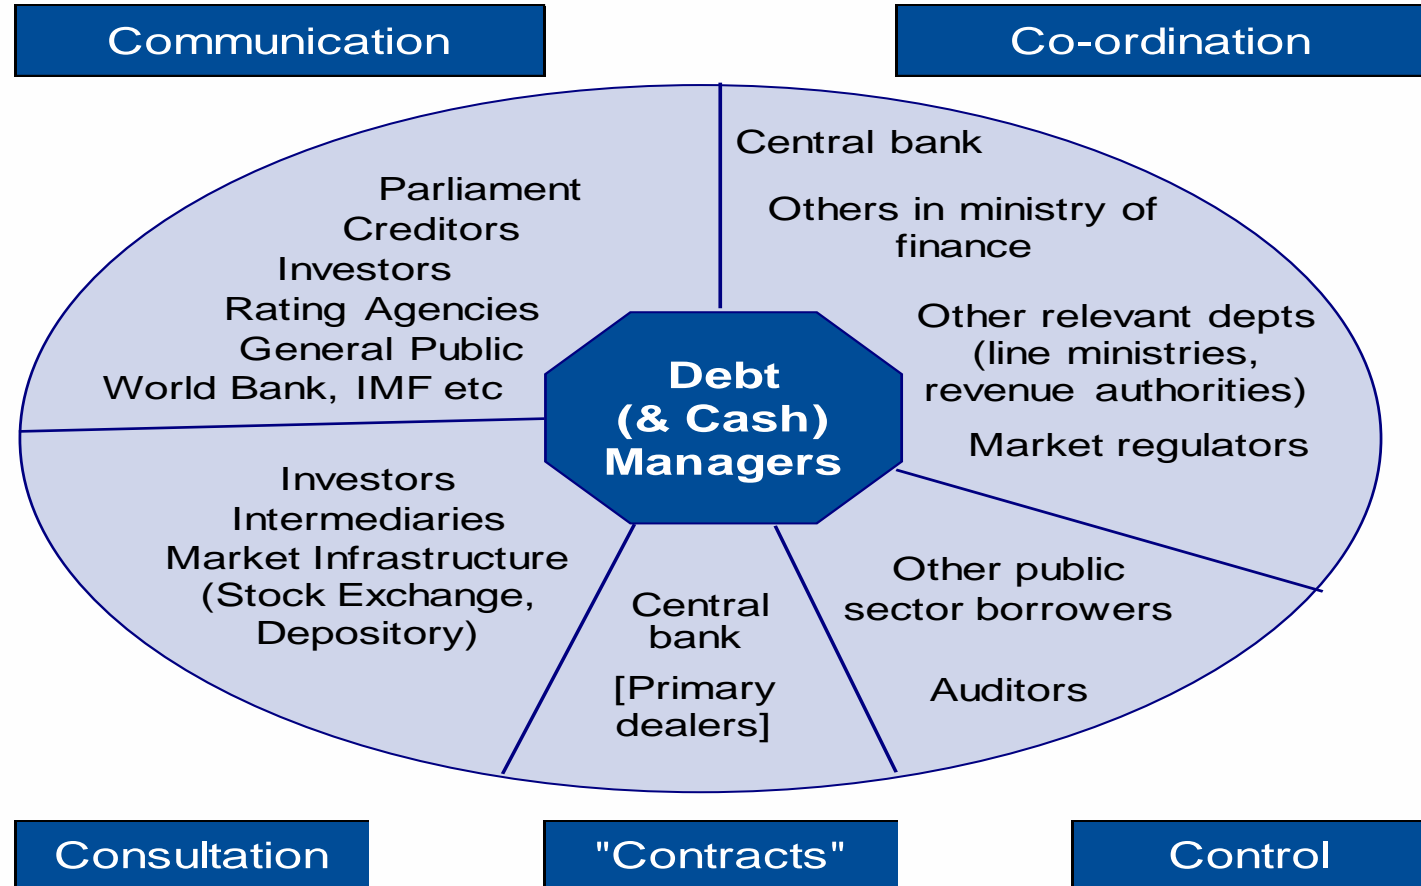 Communication
Co-ordination
Parliament
Creditors
Investors
Rating Agencies
General Public
World Bank, IMF etc
Central bank
Others in ministry of
finance
Other relevant depts
(line ministries,
revenue authorities)
Market regulators
Debt
(& Cash)
Managers
Investors
Intermediaries
Market Infrastructure
(Stock Exchange,
Depository)
Central
bank
[Primary
dealers]
Other public
sector borrowers
Auditors
Consultation
"Contracts"
Control